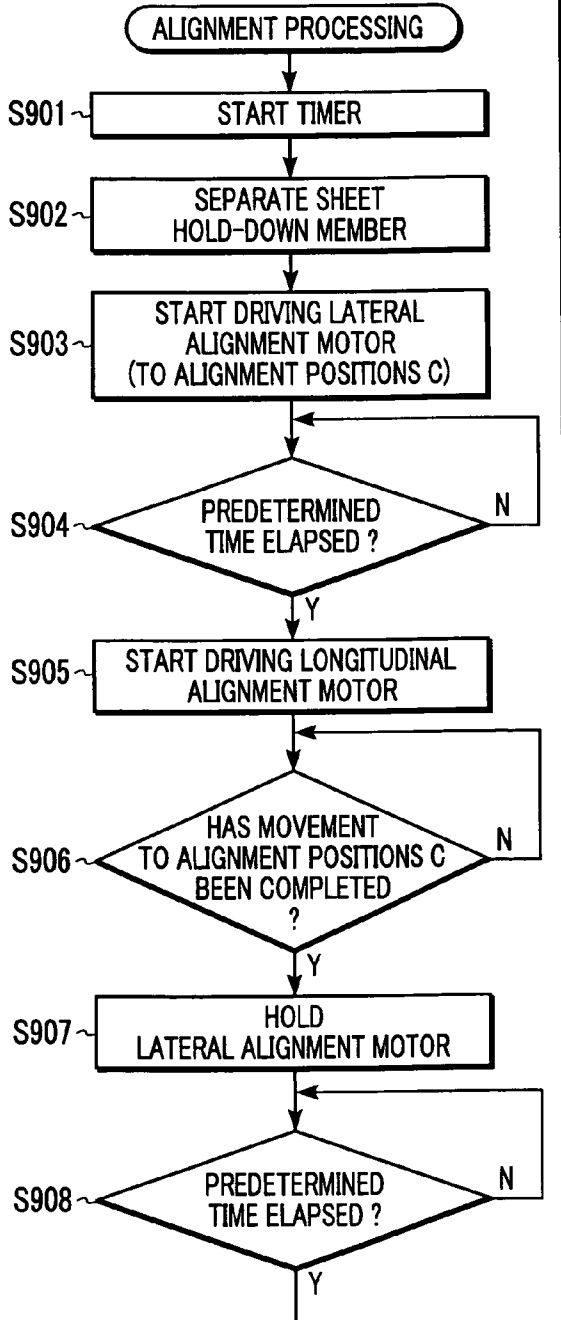 ALIGNMENT PROCESSING
S901
START TIMER
S902
SEPARATE SHEET
HOLD-DOWN MEMBER
S903
START DRIVING LATERAL
ALIGNMENT MOTOR
(TO ALIGNMENT POSITIONS C)
S904
PREDETERMINED
TIME ELAPSED ?
N
Y
S905
START DRIVING LONGITUDINAL
ALIGNMENT MOTOR
S906
HAS MOVEMENT
TO ALIGNMENT POSITIONS C
BEEN COMPLETED
?
N
Y
S907
HOLD
LATERAL ALIGNMENT MOTOR
S908
PREDETERMINED
TIME ELAPSED ?
N
Y